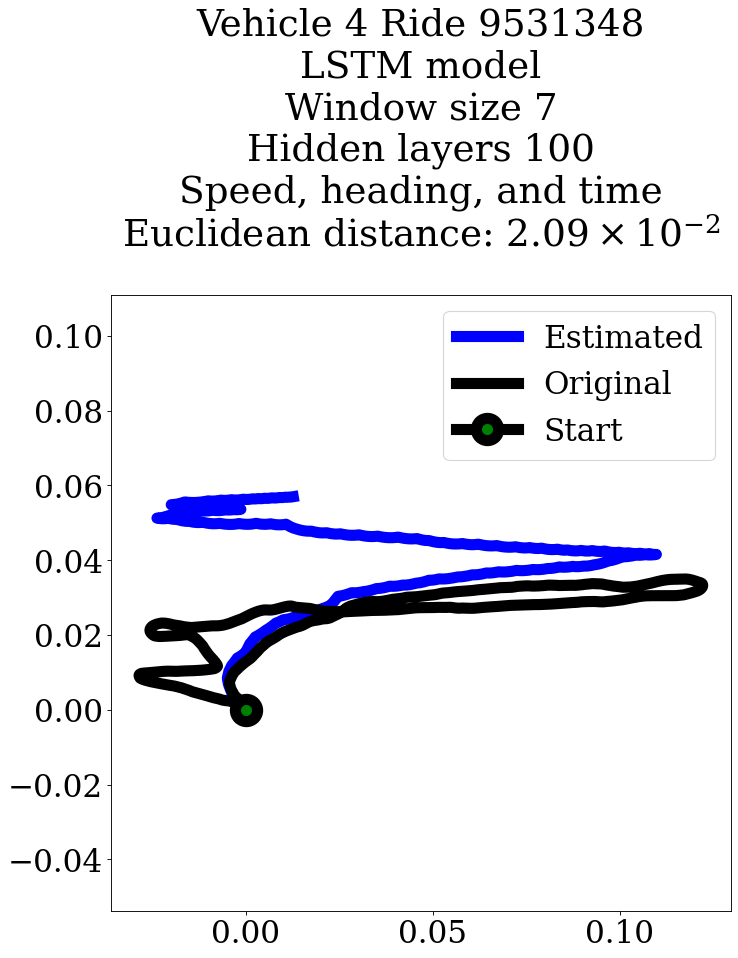 Vehicle 4 Ride 9531348
LSTM model
Window size 7
Hidden layers 100
Speed, heading, and time
Euclidean distance: 2.09 × 10⁻²
Estimated
Original
Start
0.10
0.08
0.06
0.04
0.02
0.00
−0.02
−0.04
0.00 0.05 0.10